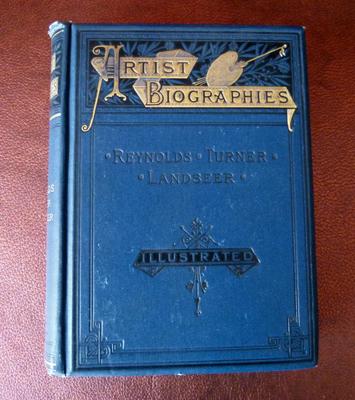 ARTIST
BIOGRAPHIES
REYNOLDS · TURNER
LANDSEER
ILLUSTRATED